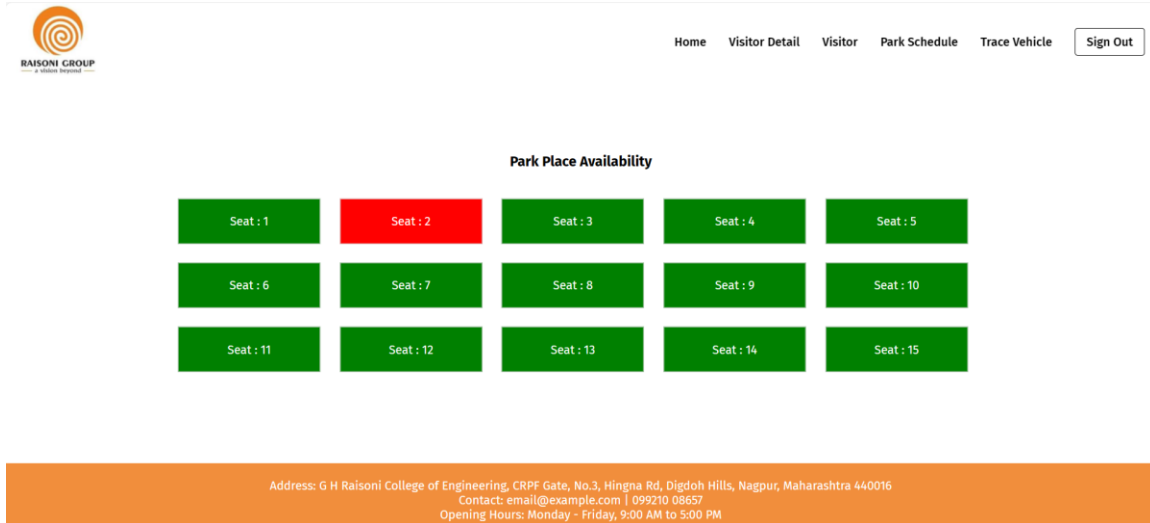 RAISONI GROUP
— a vision beyond —
Home Visitor Detail Visitor Park Schedule Trace Vehicle Sign Out
Park Place Availability
Seat : 1 Seat : 2 Seat : 3 Seat : 4 Seat : 5
Seat : 6 Seat : 7 Seat : 8 Seat : 9 Seat : 10
Seat : 11 Seat : 12 Seat : 13 Seat : 14 Seat : 15
Address: G H Raisoni College of Engineering, CRPF Gate, No.3, Hingna Rd, Digdoh Hills, Nagpur, Maharashtra 440016
Contact: email@example.com | 099210 08657
Opening Hours: Monday - Friday, 9:00 AM to 5:00 PM